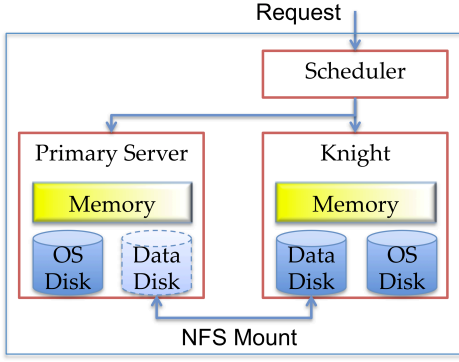 Request
Scheduler
Primary Server
Knight
Memory
Memory
OS
Disk
Data
Disk
Data
Disk
OS
Disk
NFS Mount